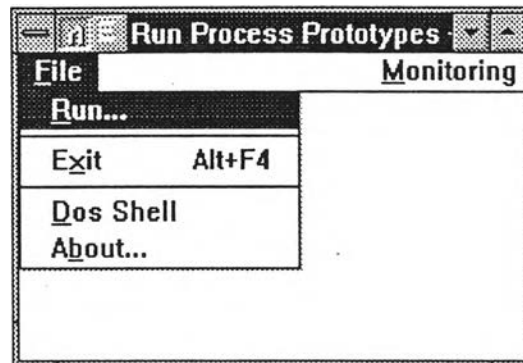 Run Process Prototypes -
File Monitoring
Run...
Exit Alt+F4
Dos Shell
About...